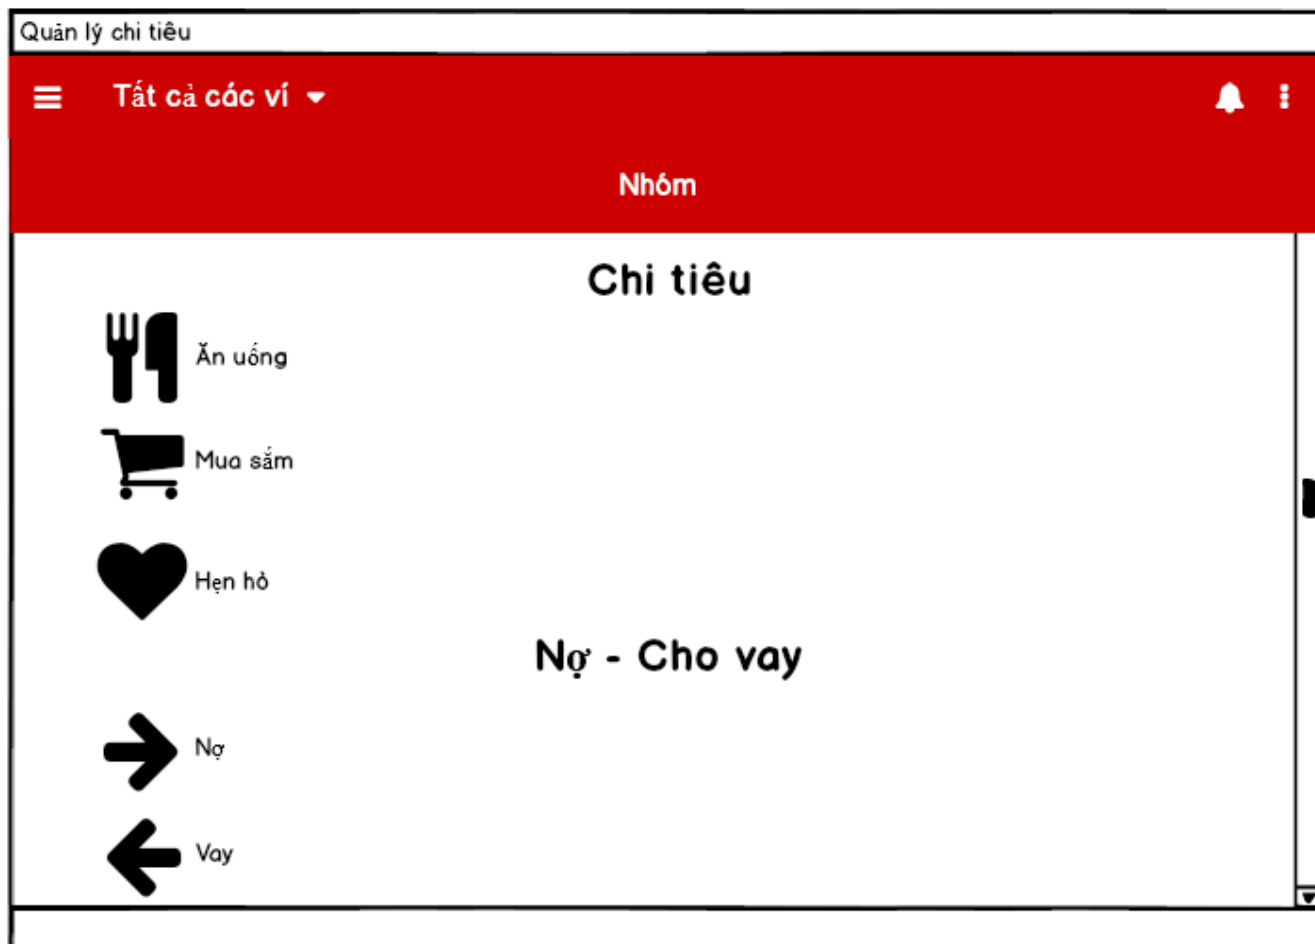 Quản lý chi tiêu
Tất cả các ví
Nhóm
Chi tiêu
Ăn uống
Mua sắm
Hẹn hò
Nợ - Cho vay
Nợ
Vay